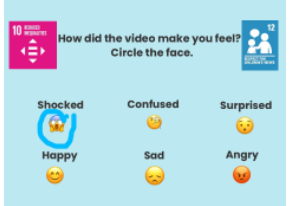 10 REDUCED
INEQUALITIES
12
How did the video make you feel?
Circle the face.
Shocked Confused Surprised
Happy Sad Angry